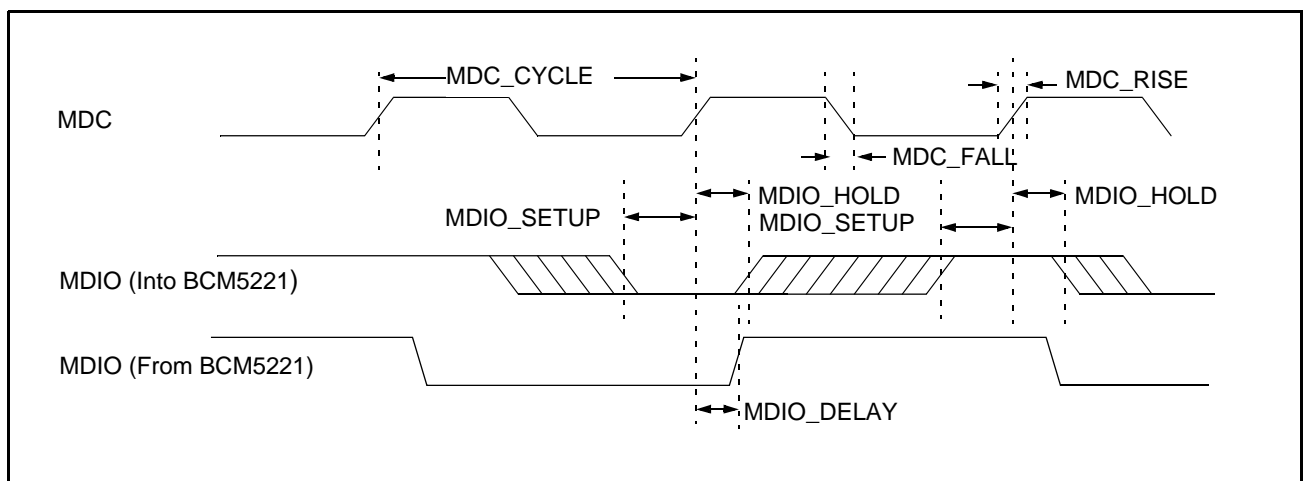 MDC_CYCLE
MDC_RISE
MDC
MDC_FALL
MDIO_HOLD
MDIO_HOLD
MDIO_SETUP
MDIO_SETUP
MDIO (Into BCM5221)
MDIO (From BCM5221)
MDIO_DELAY